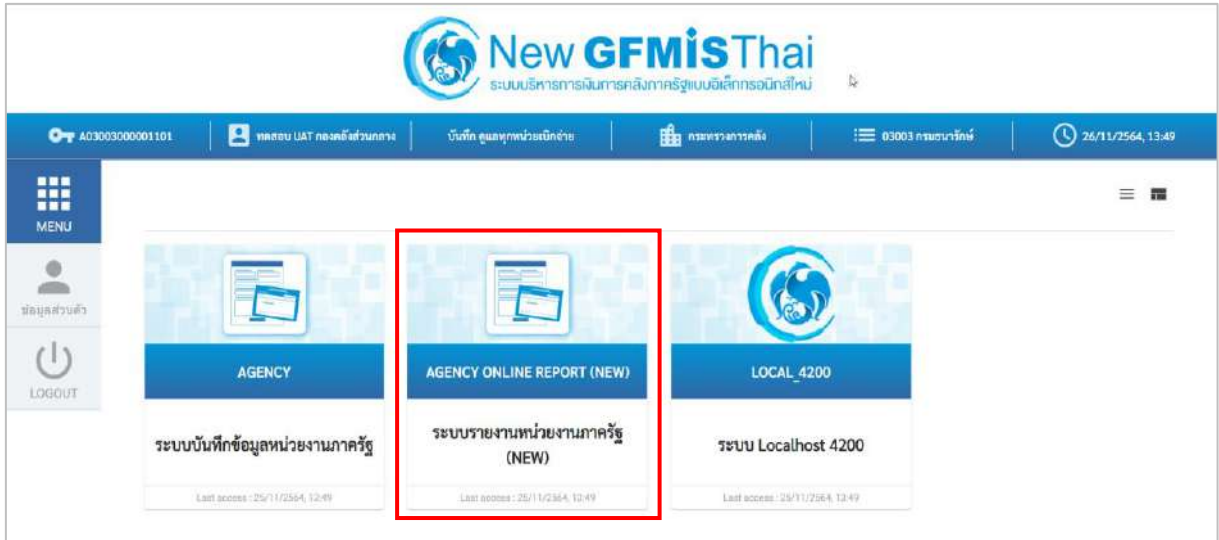 New GFMISThai
ระบบบริหารการเงินการคลังภาครัฐแบบอิเล็กทรอนิกส์ใหม่
A03003000001101 ทดสอบ UAT กองคลังส่วนกลาง บันทึก ดูแลทุกหน่วยเบิกจ่าย กระทรวงการคลัง 03003 กรมธนารักษ์ 26/11/2564, 13:49
MENU
ข้อมูลส่วนตัว
LOGOUT
AGENCY AGENCY ONLINE REPORT (NEW) LOCAL_4200
ระบบบันทึกข้อมูลหน่วยงานภาครัฐ ระบบรายงานหน่วยงานภาครัฐ (NEW) ระบบ Localhost 4200
Last access : 25/11/2564, 13:49 Last access : 25/11/2564, 13:49 Last access : 25/11/2564, 13:49